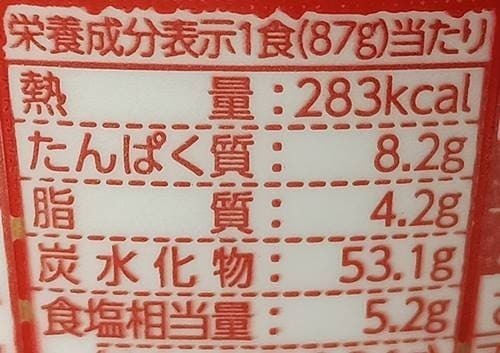 栄養成分表示1食(87g)当たり
熱量:283kcal
たんぱく質:8.2g
脂質:4.2g
炭水化物:53.1g
食塩相当量:5.2g